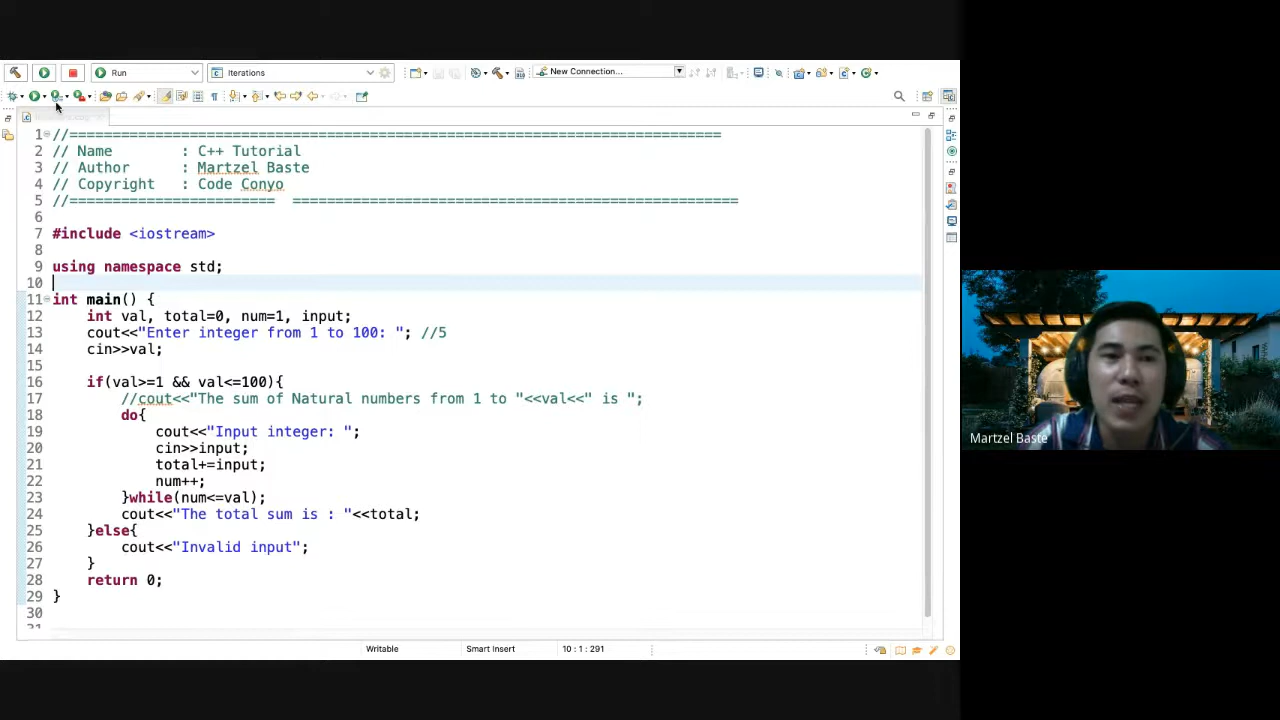 Run
Iterations
New Connection...
1 //============================================================================
2 // Name        : C++ Tutorial
3 // Author      : Martzel Baste
4 // Copyright   : Code Conyo
5 //========================  ====================================================
6
7 #include <iostream>
8
9 using namespace std;
10
11 int main() {
12     int val, total=0, num=1, input;
13     cout<<"Enter integer from 1 to 100: "; //5
14     cin>>val;
15
16     if(val>=1 && val<=100){
17         //cout<<"The sum of Natural numbers from 1 to "<<val<<" is ";
18         do{
19             cout<<"Input integer: ";
20             cin>>input;
21             total+=input;
22             num++;
23         }while(num<=val);
24         cout<<"The total sum is : "<<total;
25     }else{
26         cout<<"Invalid input";
27     }
28     return 0;
29 }
30
31
Martzel Baste
Writable
Smart Insert
10 : 1 : 291